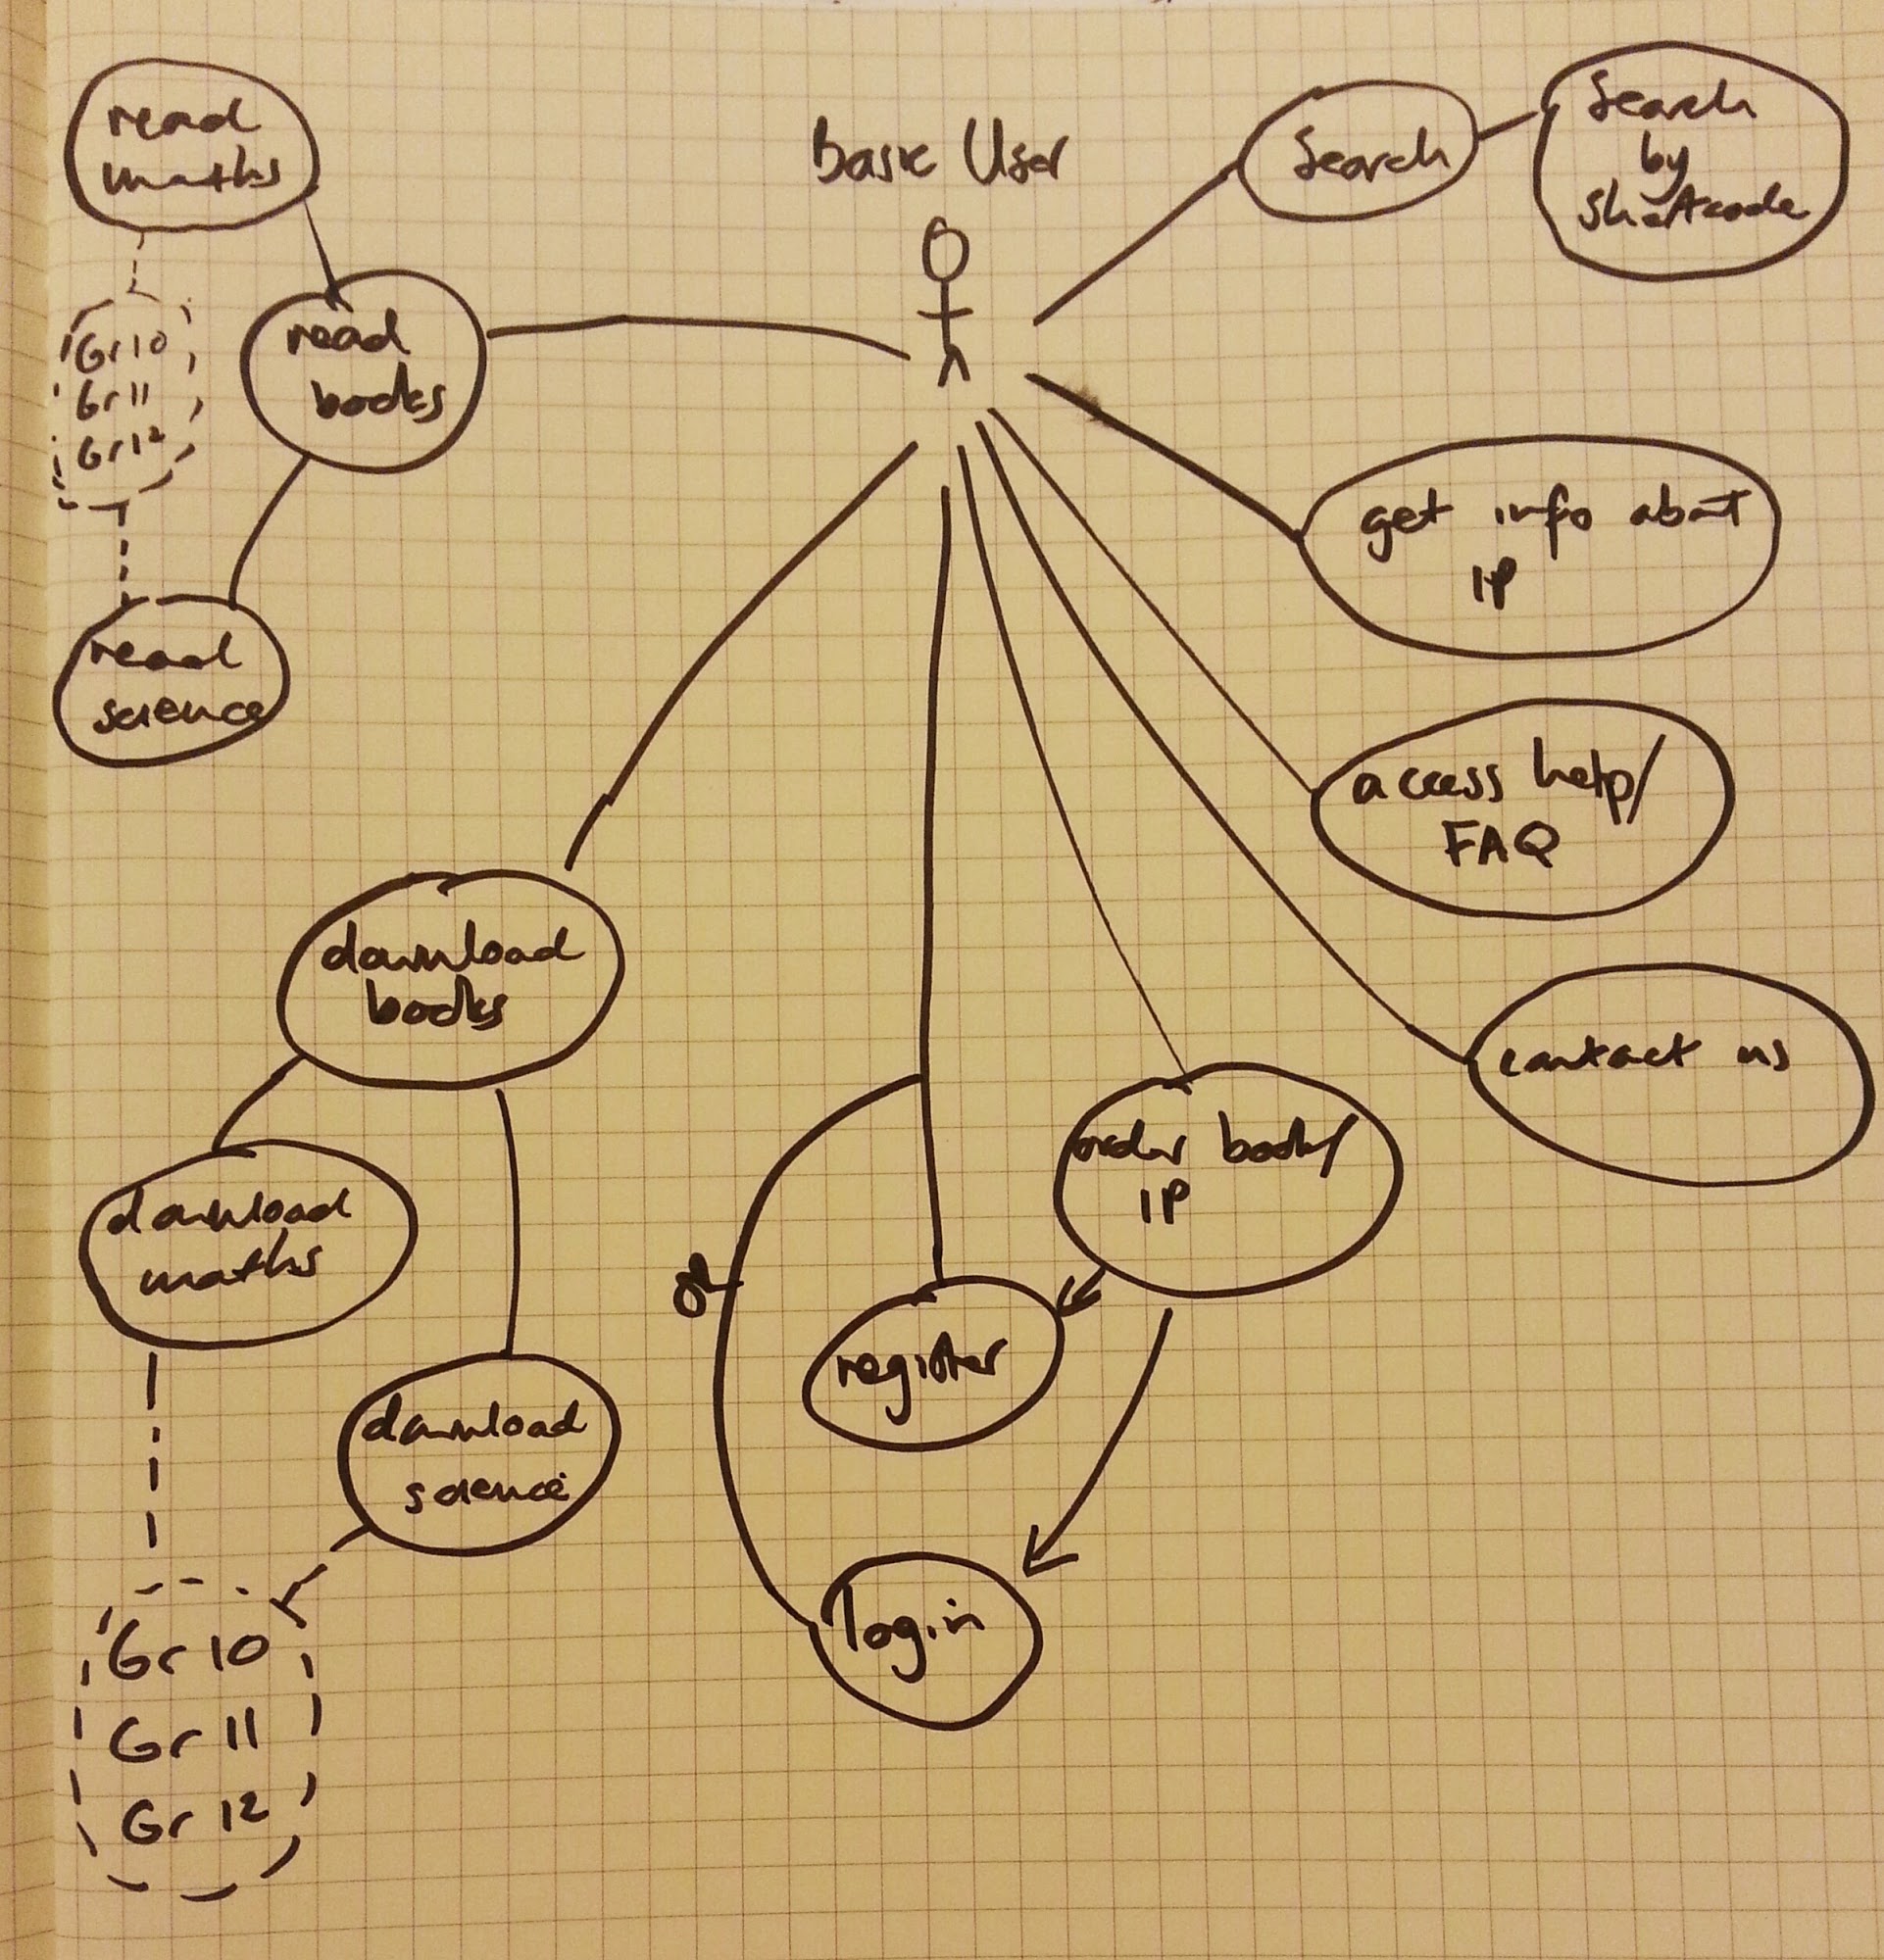 Basic User
read
maths
Gr 10
Gr 11
Gr 12
read
books
read
science
Search
Search
by
Shortcode
get info about
IP
access help/
FAQ
contact us
download
books
download
maths
download
science
Gr 10
Gr 11
Gr 12
order book/
IP
or
register
login